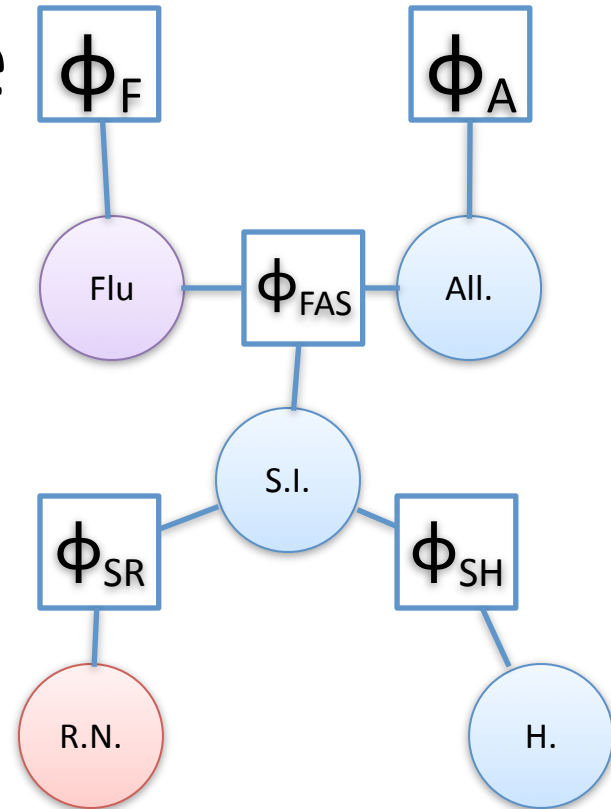 e
ϕF ϕA
Flu ϕFAS All.
S.I.
ϕSR ϕSH
R.N. H.